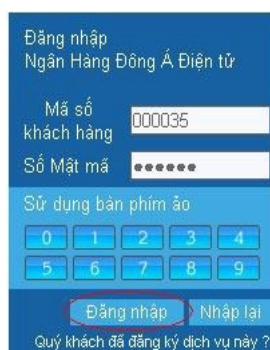 Đăng nhập
Ngân Hàng Đông Á Điện tử
Mã số
khách hàng
000035
Số Mật mã
●●●●●●
Sử dụng bàn phím ảo
0 1 2 3 4
5 6 7 8 9
Đăng nhập Nhập lại
Quý khách đã đăng ký dịch vụ này ?